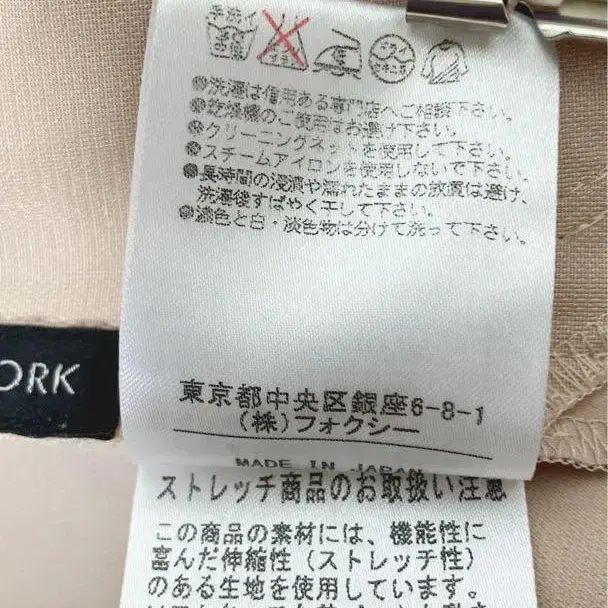 手洗イ
ドライ
●洗濯は信用ある専門店へご相談下さい。
●乾燥機のご使用はお避け下さい。
●クリーニングネットを使用して下さい。
●スチームアイロンを使用しないで下さい。
●長時間の浸漬や濡れたままの放置は避け、
洗濯後すばやく干して下さい。
●濃色と白・淡色物は分けて洗って下さい。
ORK
東京都中央区銀座6-8-1
(株)フォクシー
MADE IN JAPAN
ストレッチ商品のお取扱い注意
この商品の素材には、機能性に
富んだ伸縮性(ストレッチ性)
のある生地を使用しています。